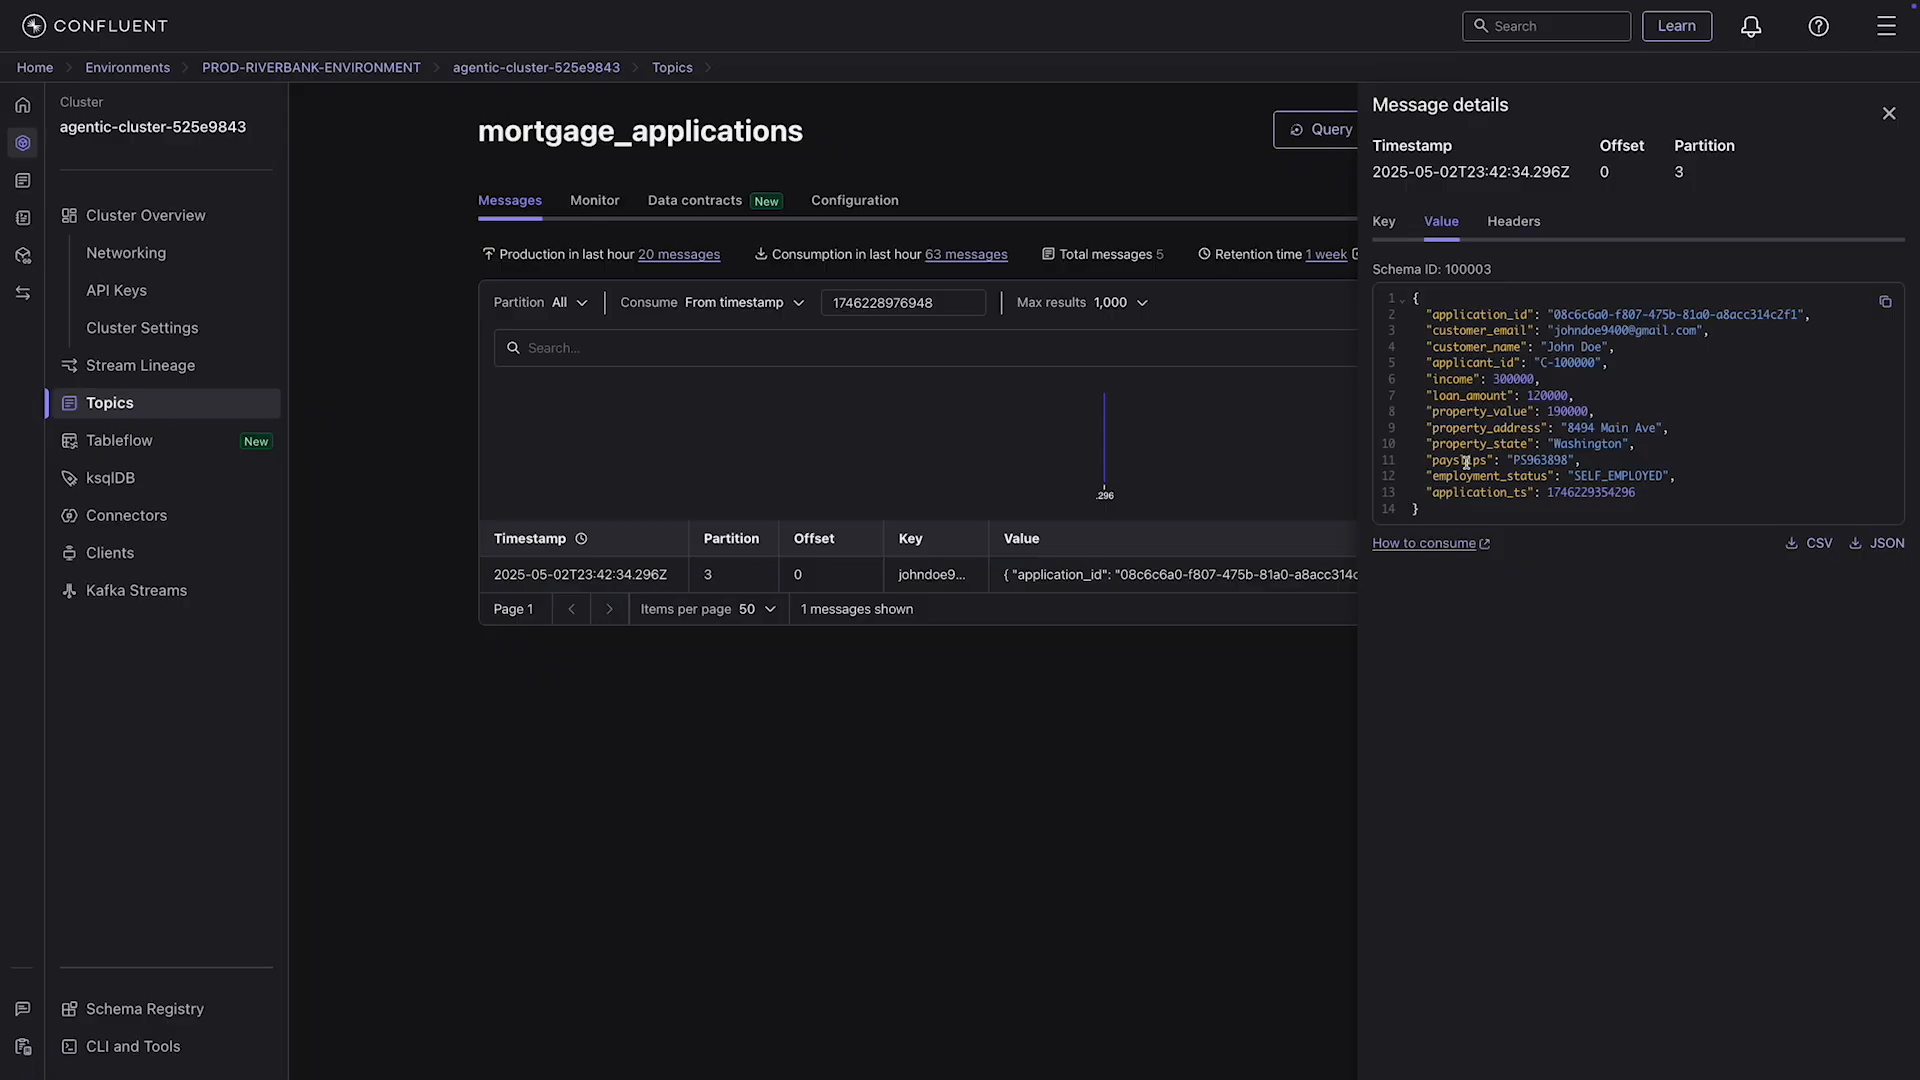 CONFLUENT
Search
Learn
Home > Environments > PROD-RIVERBANK-ENVIRONMENT > agentic-cluster-525e9843 > Topics >
Cluster
agentic-cluster-525e9843
Cluster Overview
Networking
API Keys
Cluster Settings
Stream Lineage
Topics
Tableflow New
ksqlDB
Connectors
Clients
Kafka Streams
Schema Registry
CLI and Tools
mortgage_applications
Query
Messages Monitor Data contracts New Configuration
Production in last hour 20 messages Consumption in last hour 63 messages Total messages 5 Retention time 1 week
Partition All Consume From timestamp 1746228976948 Max results 1,000
Search...
.296
Timestamp Partition Offset Key Value
2025-05-02T23:42:34.296Z 3 0 johndoe9... { "application_id": "08c6c6a0-f807-475b-81a0-a8acc314c
Page 1 Items per page 50 1 messages shown
Message details
Timestamp Offset Partition
2025-05-02T23:42:34.296Z 0 3
Key Value Headers
Schema ID: 100003
1 {
2 "application_id": "08c6c6a0-f807-475b-81a0-a8acc314c2f1",
3 "customer_email": "johndoe9400@gmail.com",
4 "customer_name": "John Doe",
5 "applicant_id": "C-100000",
6 "income": 300000,
7 "loan_amount": 120000,
8 "property_value": 190000,
9 "property_address": "8494 Main Ave",
10 "property_state": "Washington",
11 "payslips": "PS963898",
12 "employment_status": "SELF_EMPLOYED",
13 "application_ts": 1746229354296
14 }
How to consume CSV JSON